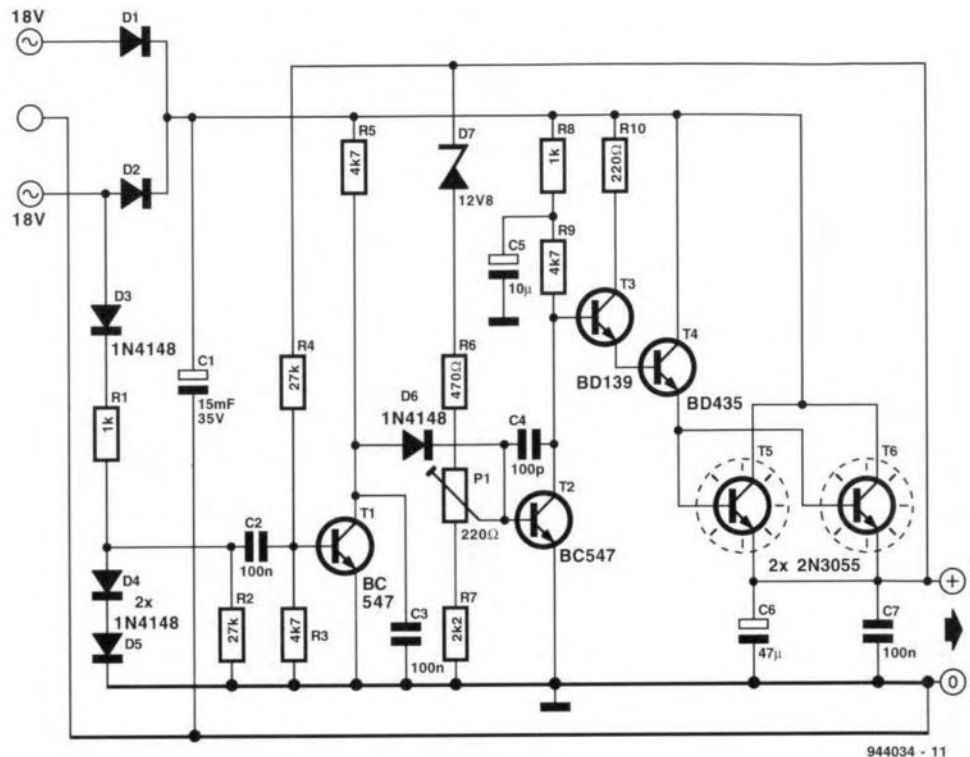 18V
D1
D2
18V
D3
1N4148
R1
1k
C1
15mF
35V
D4
2x
1N4148
D5
R2
27k
C2
100n
R4
27k
R3
4k7
R5
4k7
T1
BC
547
C3
100n
D7
12V8
R6
470Ω
D6
1N4148
P1
220Ω
R7
2k2
C4
100p
T2
BC547
C5
10μ
R8
1k
R9
4k7
R10
220Ω
T3
BD139
T4
BD435
T5
T6
2x 2N3055
C6
47μ
C7
100n
+
0
944034 - 11